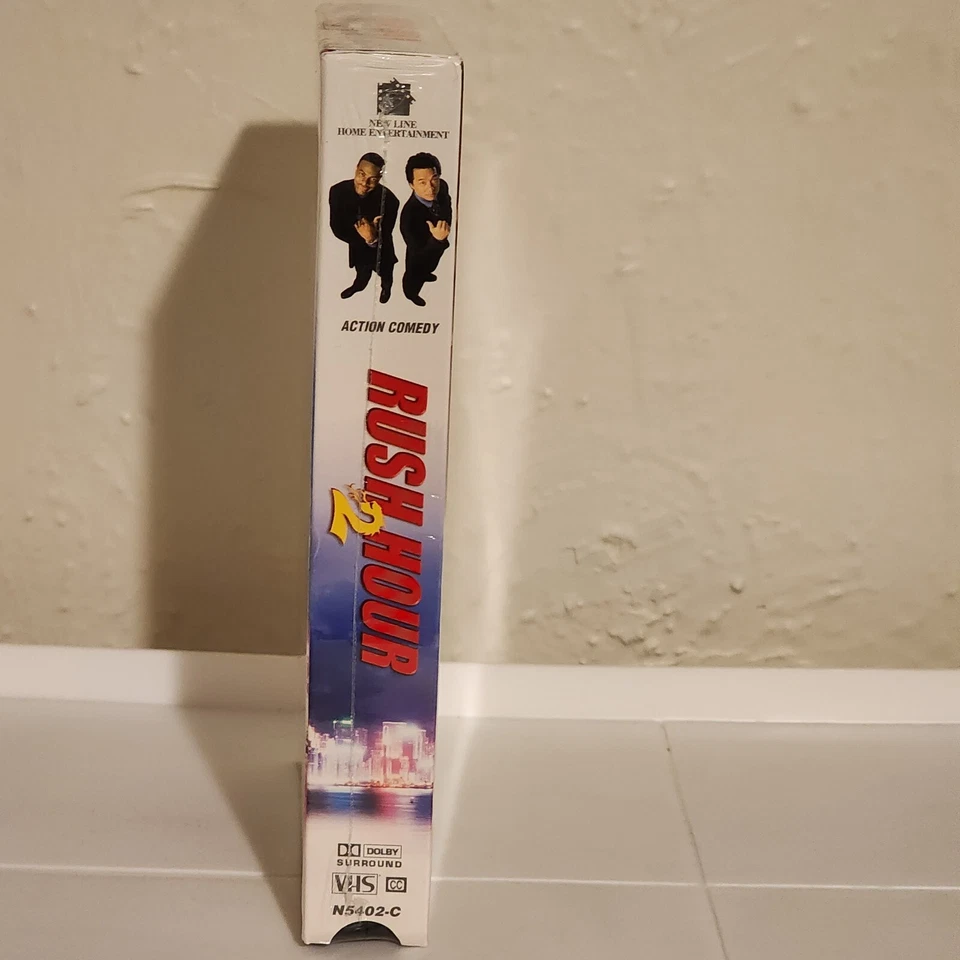 NEW LINE
HOME ENTERTAINMENT
ACTION COMEDY
RUSH HOUR
2
DOLBY
SURROUND
VHS CC
N5402-C